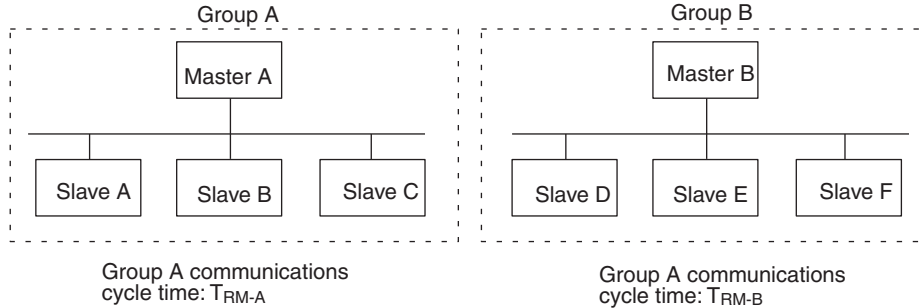 Group A
Group B
Master A
Master B
Slave A
Slave B
Slave C
Slave D
Slave E
Slave F
Group A communications
cycle time: TRM-A
Group A communications
cycle time: TRM-B